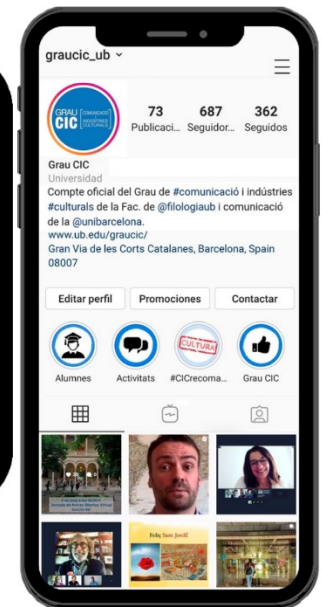 graucic_ub
GRAU [COMUNICACIÓ I
CIC INDÚSTRIES
CULTURALS]
73 687 362
Publicaci... Seguidor... Seguidos
Grau CIC
Universidad
Compte oficial del Grau de #comunicació i indústries
#culturals de la Fac. de @filologiaub i comunicació
de la @unibarcelona.
www.ub.edu/graucic/
Gran Via de les Corts Catalanes, Barcelona, Spain
08007
Editar perfil Promociones Contactar
CULTURA
Alumnes Activitats #CICrecoma... Grau CIC
Feliç Sant Jordi!